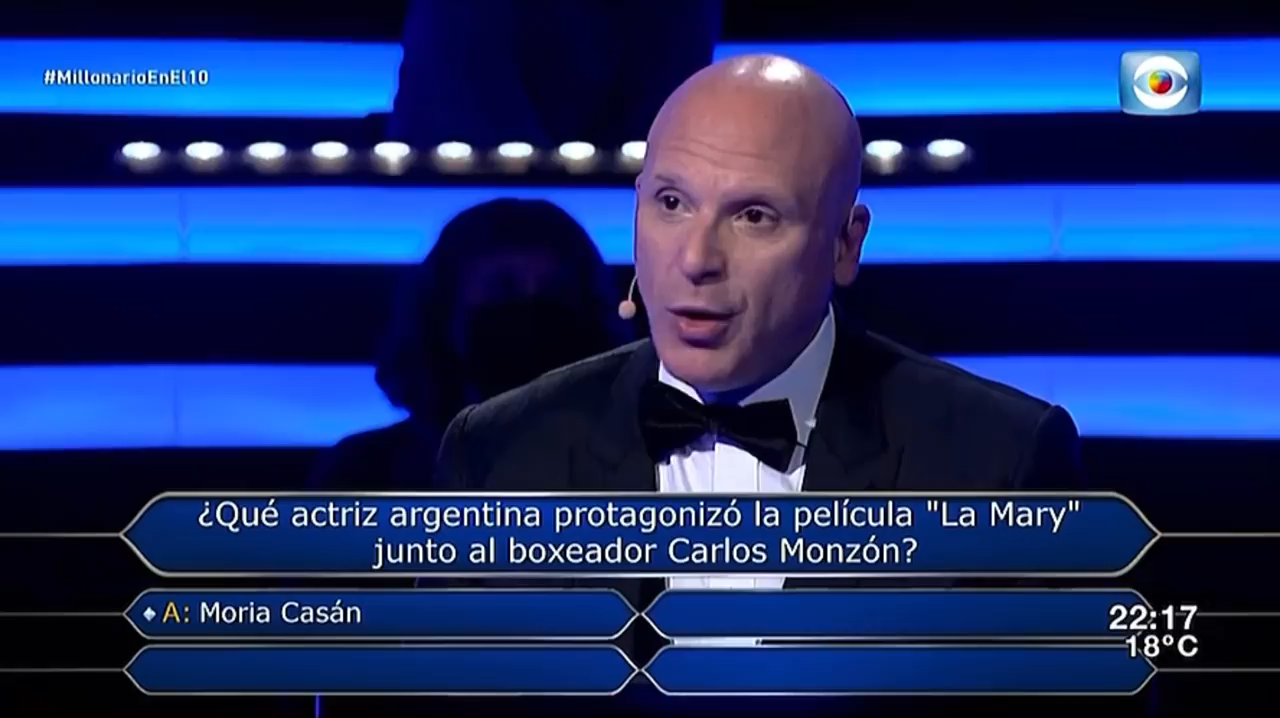 #MillonarioEnEl10
¿Qué actriz argentina protagonizó la película "La Mary"
junto al boxeador Carlos Monzón?
A: Moria Casán
22:17
18°C